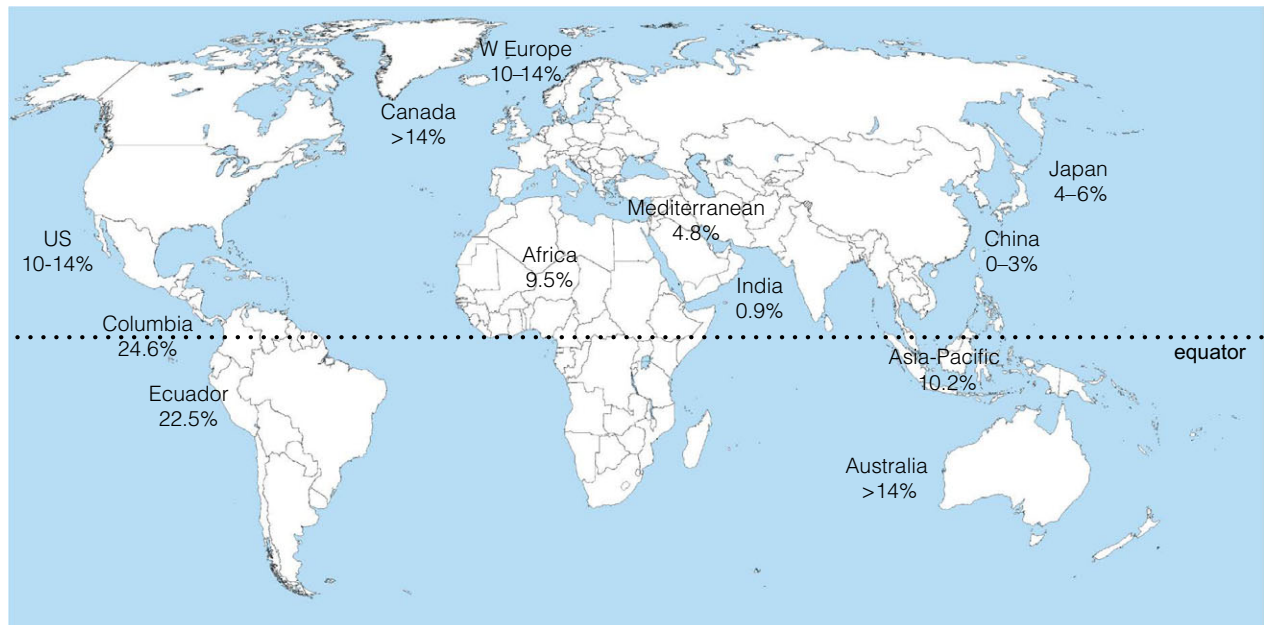 W Europe
10–14%
Canada
>14%
Japan
4–6%
Mediterranean
4.8%
US
10-14%
China
0–3%
Africa
9.5%
India
0.9%
Columbia
24.6%
equator
Asia-Pacific
10.2%
Ecuador
22.5%
Australia
>14%